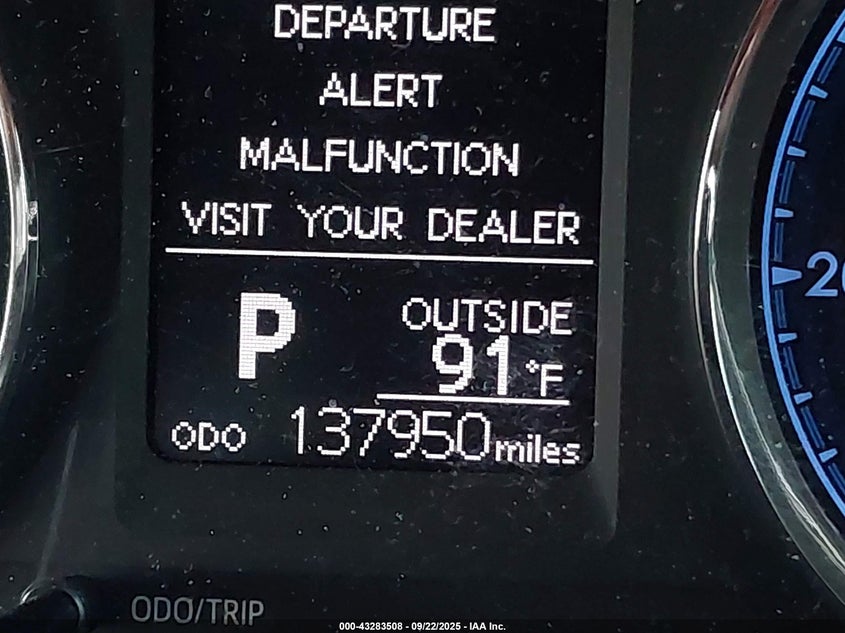 DEPARTURE
ALERT
MALFUNCTION
VISIT YOUR DEALER
P
OUTSIDE
91°F
ODO 137950 miles
20
ODO/TRIP
000-43283508 - 09/22/2025 - IAA Inc.